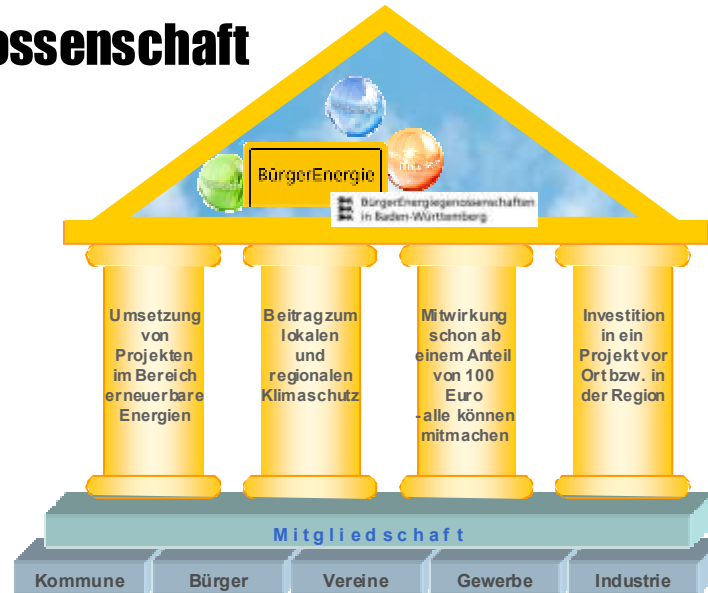 ossenschaft
BürgerEnergie
BürgerEnergiegenossenschaften
in Baden-Württemberg
Umsetzung
von
Projekten
im Bereich
erneuerbare
Energien
Beitrag zum
lokalen
und
regionalen
Klimaschutz
Mitwirkung
schon ab
einem Anteil
von 100
Euro
-alle können
mitmachen
Investition
in ein
Projekt vor
Ort bzw. in
der Region
Mitgliedschaft
Kommune Bürger Vereine Gewerbe Industrie